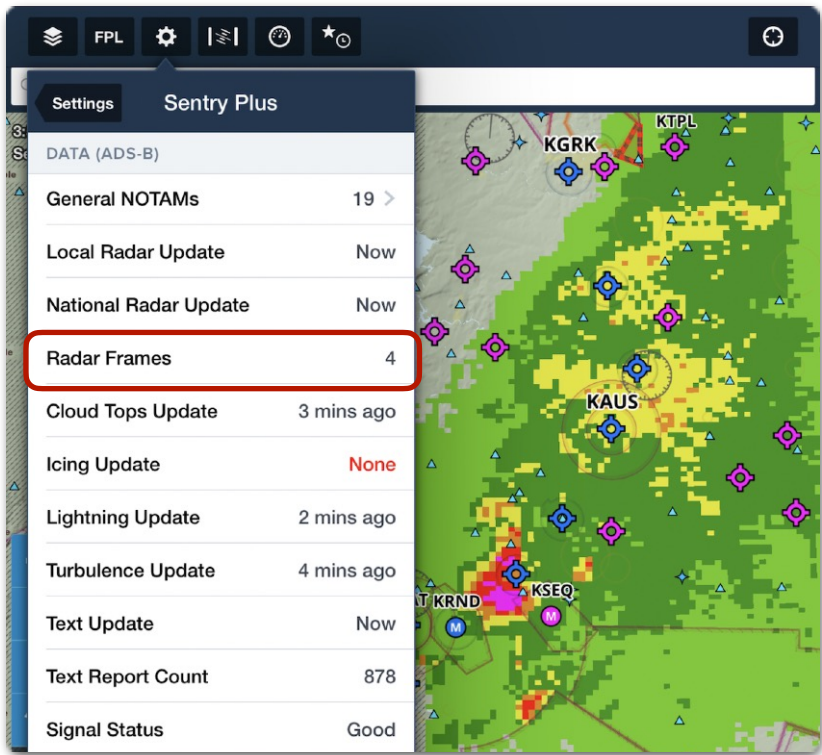 FPL
Settings
Sentry Plus
DATA (ADS-B)
General NOTAMs 19
Local Radar Update Now
National Radar Update Now
Radar Frames 4
Cloud Tops Update 3 mins ago
Icing Update None
Lightning Update 2 mins ago
Turbulence Update 4 mins ago
Text Update Now
Text Report Count 878
Signal Status Good
KTPL
KGRK
KAUS
KSEQ
KRND
M
M